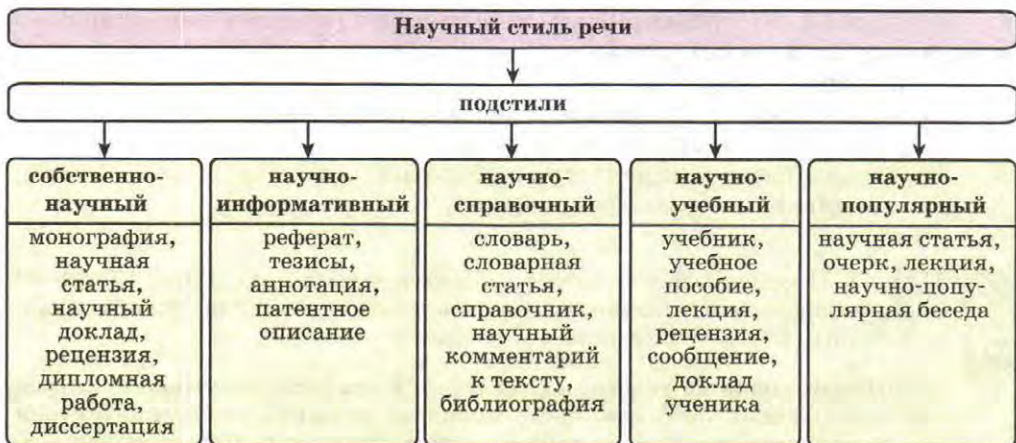 Научный стиль речи
подстили
собственно-
научный
монография,
научная
статья,
научный
доклад,
рецензия,
дипломная
работа,
диссертация
научно-
информативный
реферат,
тезисы,
аннотация,
патентное
описание
научно-
справочный
словарь,
словарная
статья,
справочник,
научный
комментарий
к тексту,
библиография
научно-
учебный
учебник,
учебное
пособие,
лекция,
рецензия,
сообщение,
доклад
ученика
научно-
популярный
научная статья,
очерк, лекция,
научно-попу-
лярная беседа